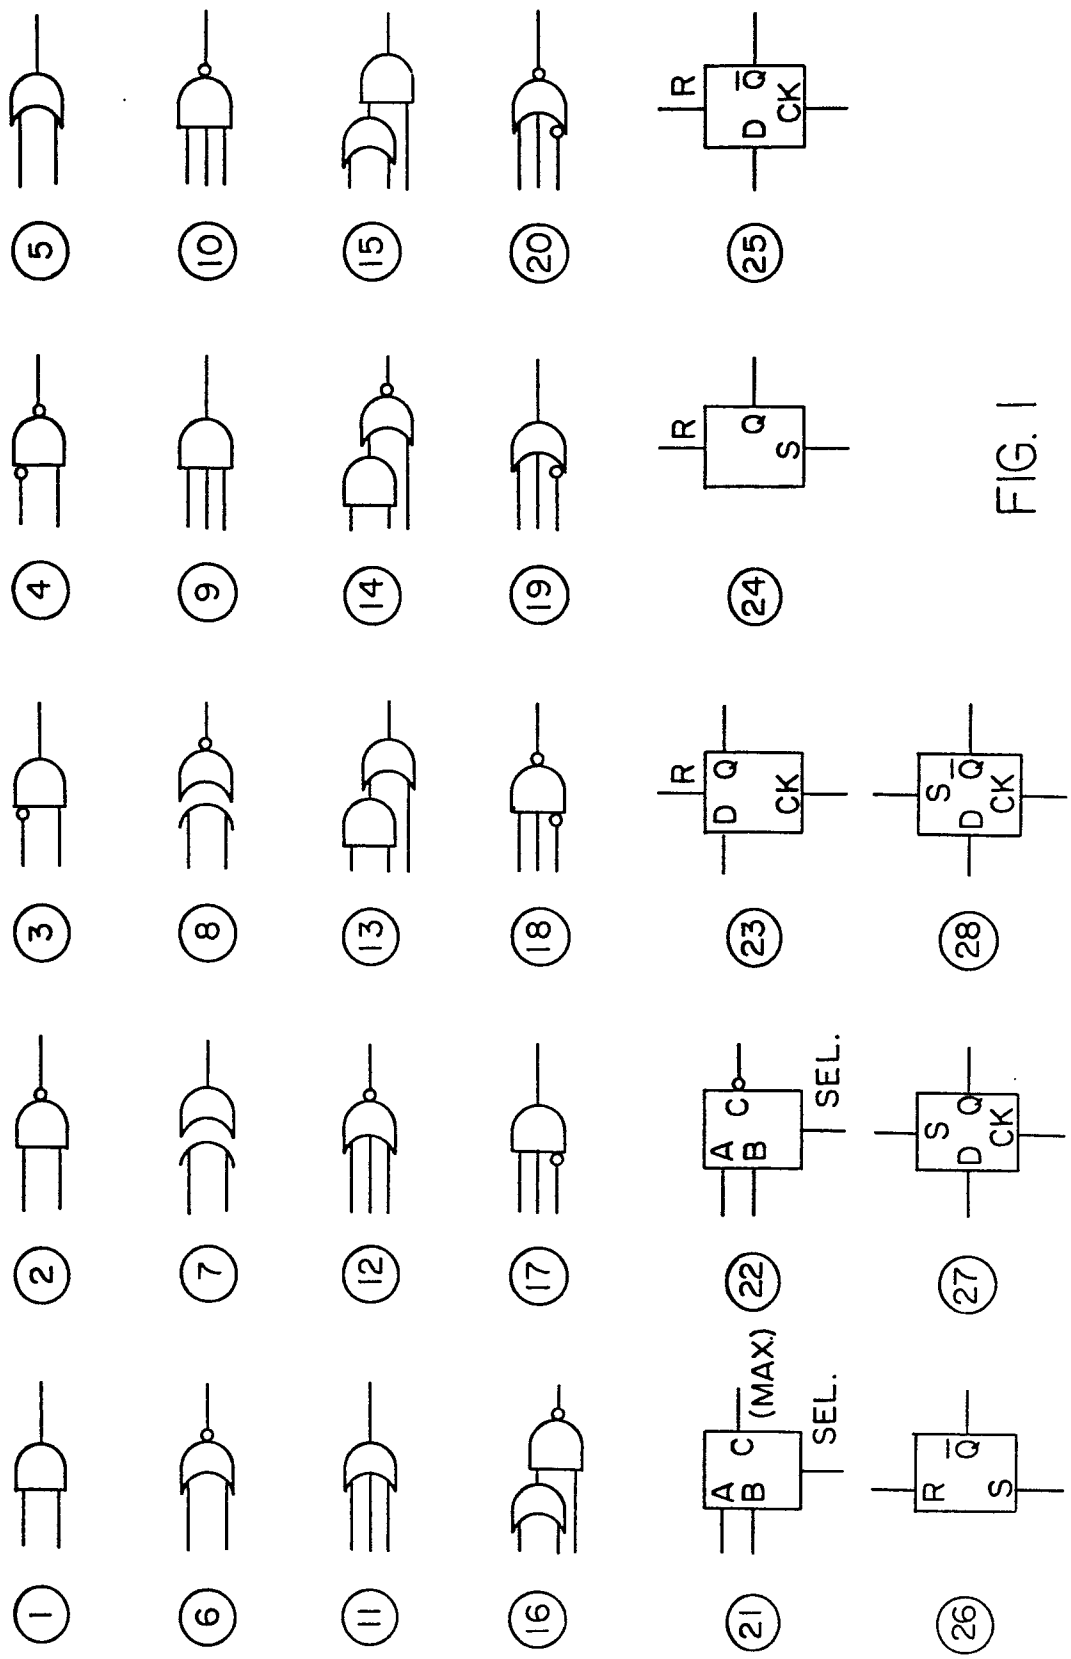 1 2 3 4 5
6 7 8 9 10
11 12 13 14 15
16 17 18 19 20
21
A C (MAX.)
B
SEL.
22
A C
B
SEL.
23
R
D Q
CK
24
R
Q
S
25
R
D Q̅
CK
26
R
Q̅
S
27
S
D Q
CK
28
S
D Q̅
CK
FIG. 1